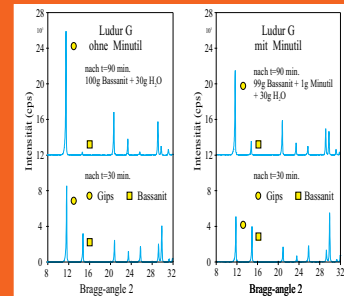 28
Ludur G
ohne Minutil
24
10³
nach t=90 min.
100g Bassanit + 30g H₂O
20
16
12
Intensität (cps)
nach t=30 min.
8
Gips
Bassanit
4
0
8 12 16 20 24 28 32
Bragg-angle 2
28
Ludur G
mit Minutil
24
10³
nach t=90 min.
99g Bassanit + 1g Minutil
+ 30g H₂O
20
16
12
Intensität (cps)
nach t=30 min.
8
Gips
Bassanit
4
0
8 12 16 20 24 28 32
Bragg-angle 2